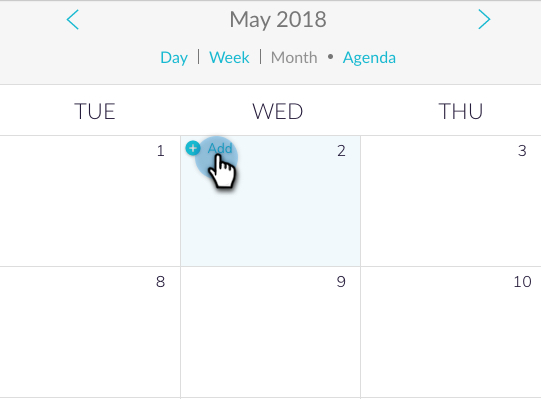 May 2018
Day | Week | Month • Agenda
TUE WED THU
1 + Add 2 3
8 9 10